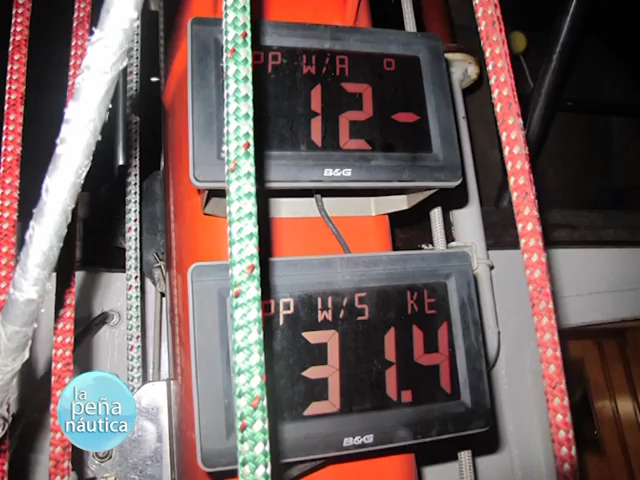 PP W/A °
12 -
B&G
PP W/S Kt
31.4
B&G
la
peña
náutica